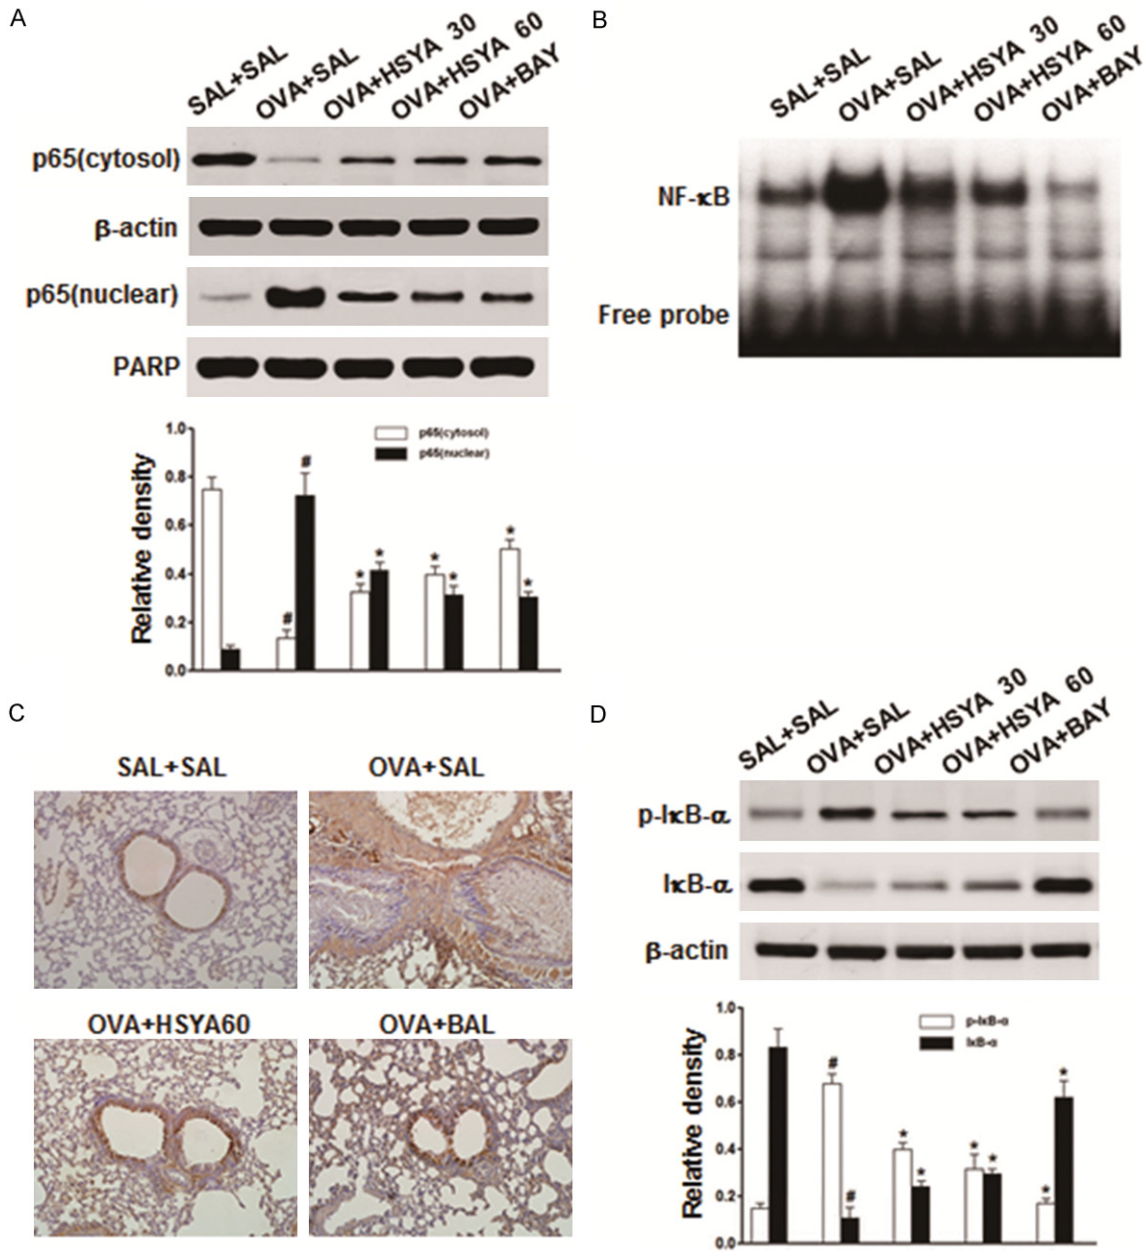 A
SAL+SAL
OVA+SAL
OVA+HSYA 30
OVA+HSYA 60
OVA+BAY
p65(cytosol)
β-actin
p65(nuclear)
PARP
Relative density
1.0
0.8
0.6
0.4
0.2
0.0
p65(cytosol)
p65(nuclear)
#
#
*
*
*
*
*
*
B
SAL+SAL
OVA+SAL
OVA+HSYA 30
OVA+HSYA 60
OVA+BAY
NF-κB
Free probe
C
SAL+SAL
OVA+SAL
OVA+HSYA60
OVA+BAL
D
SAL+SAL
OVA+SAL
OVA+HSYA 30
OVA+HSYA 60
OVA+BAY
p-IκB-α
IκB-α
β-actin
Relative density
1.0
0.8
0.6
0.4
0.2
0.0
p-IκB-α
IκB-α
#
#
*
*
*
*
*
*